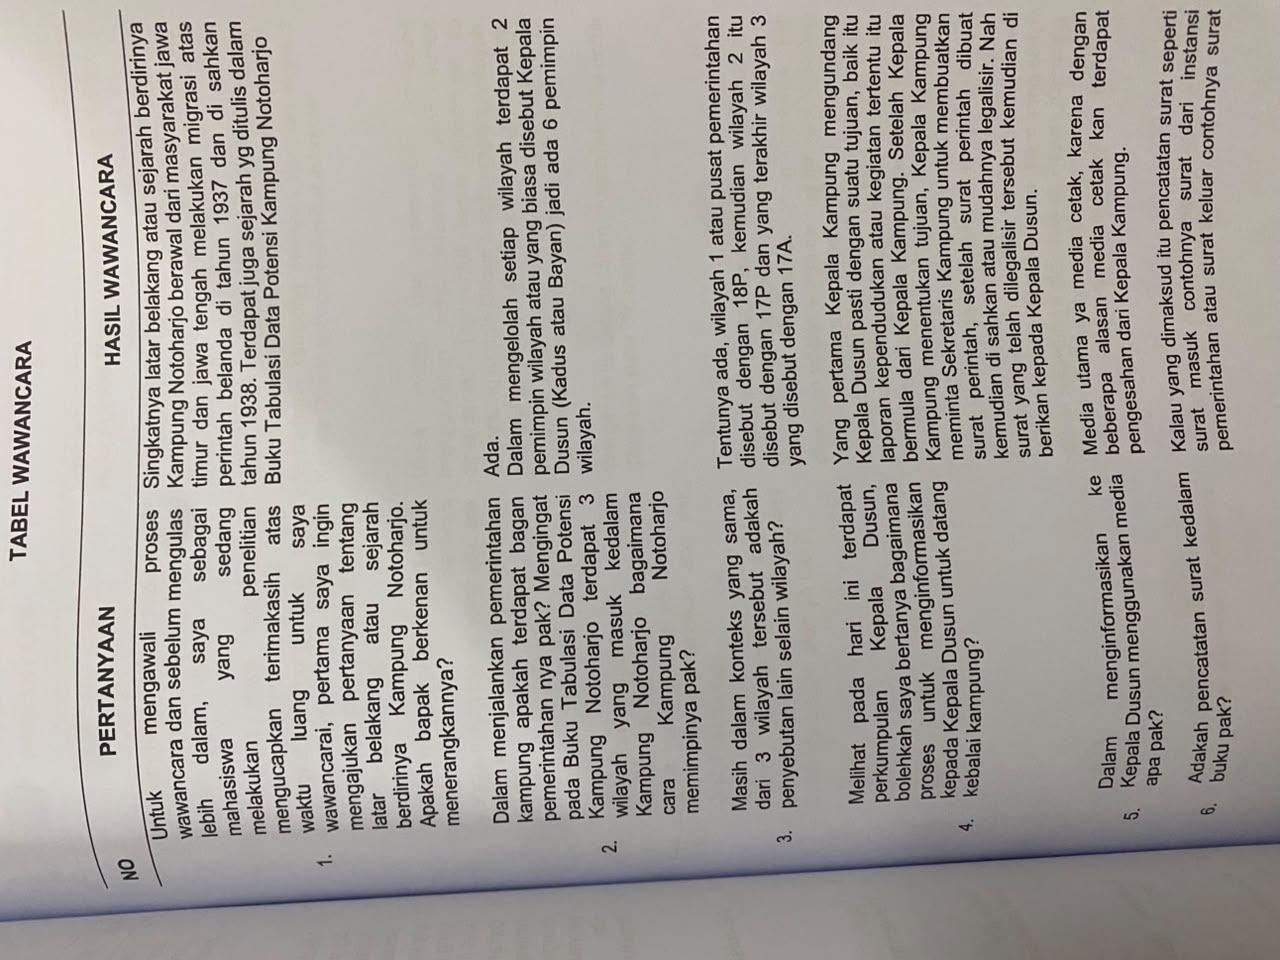 TABEL WAWANCARA
NO PERTANYAAN HASIL WAWANCARA
1.
Untuk mengawali proses
wawancara dan sebelum mengulas
lebih dalam, saya sebagai
mahasiswa yang sedang
melakukan penelitian
mengucapkan terimakasih atas
waktu luang untuk saya
wawancarai, pertama saya ingin
mengajukan pertanyaan tentang
latar belakang atau sejarah
berdirinya Kampung Notoharjo.
Apakah bapak berkenan untuk
menerangkannya?
Singkatnya latar belakang atau sejarah berdirinya
Kampung Notoharjo berawal dari masyarakat jawa
timur dan jawa tengah melakukan migrasi atas
perintah belanda di tahun 1937 dan di sahkan
tahun 1938. Terdapat juga sejarah yg ditulis dalam
Buku Tabulasi Data Potensi Kampung Notoharjo
2.
Dalam menjalankan pemerintahan
kampung apakah terdapat bagan
pemerintahan nya pak? Mengingat
pada Buku Tabulasi Data Potensi
Kampung Notoharjo terdapat 3
wilayah yang masuk kedalam
Kampung Notoharjo bagaimana
cara Kampung Notoharjo
memimpinya pak?
Ada.
Dalam mengelolah setiap wilayah terdapat 2
pemimpin wilayah atau yang biasa disebut Kepala
Dusun (Kadus atau Bayan) jadi ada 6 pemimpin
wilayah.
3.
Masih dalam konteks yang sama,
dari 3 wilayah tersebut adakah
penyebutan lain selain wilayah?
Tentunya ada, wilayah 1 atau pusat pemerintahan
disebut dengan 18P, kemudian wilayah 2 itu
disebut dengan 17P dan yang terakhir wilayah 3
yang disebut dengan 17A.
4.
Melihat pada hari ini terdapat
perkumpulan Kepala Dusun,
bolehkah saya bertanya bagaimana
proses untuk menginformasikan
kepada Kepala Dusun untuk datang
kebalai kampung?
Yang pertama Kepala Kampung mengundang
Kepala Dusun pasti dengan suatu tujuan, baik itu
laporan kependudukan atau kegiatan tertentu itu
bermula dari Kepala Kampung. Setelah Kepala
Kampung menentukan tujuan, Kepala Kampung
meminta Sekretaris Kampung untuk membuatkan
surat perintah, setelah surat perintah dibuat
kemudian di sahkan atau mudahnya legalisir. Nah
surat yang telah dilegalisir tersebut kemudian di
berikan kepada Kepala Dusun.
5.
Dalam menginformasikan ke
Kepala Dusun menggunakan media
apa pak?
Media utama ya media cetak, karena dengan
beberapa alasan media cetak kan terdapat
pengesahan dari Kepala Kampung.
6.
Adakah pencatatan surat kedalam
buku pak?
Kalau yang dimaksud itu pencatatan surat seperti
surat masuk contohnya surat dari instansi
pemerintahan atau surat keluar contohnya surat